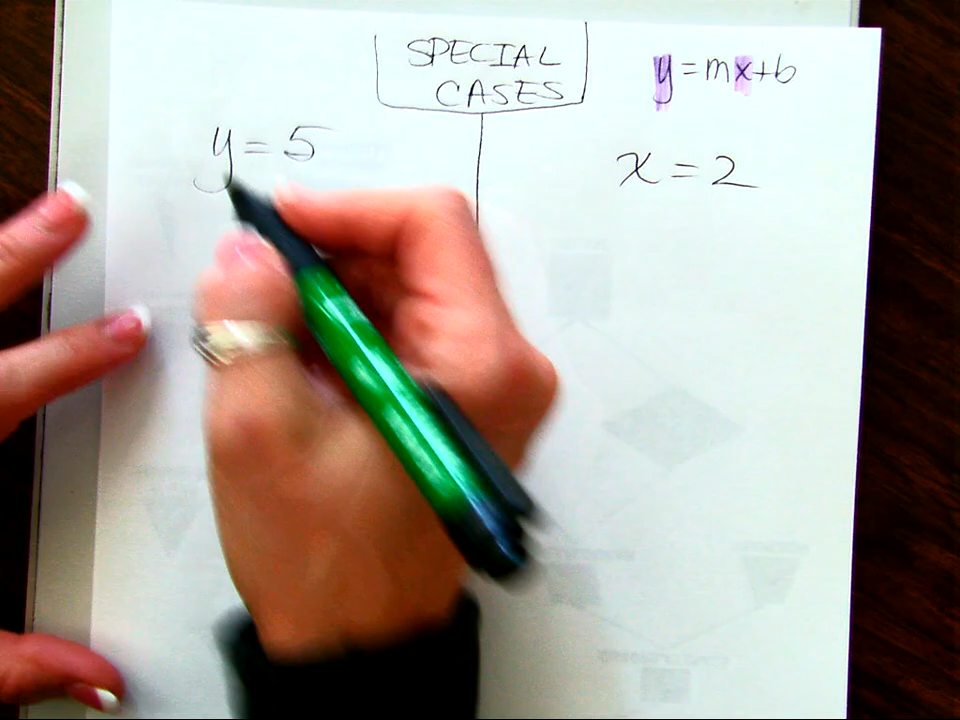 SPECIAL
CASES
y = mx + b
y = 5
x = 2